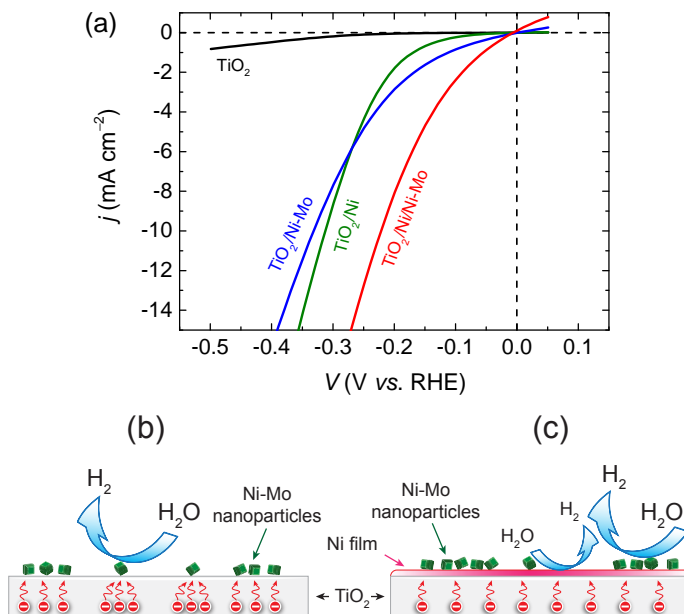 (a)
0
-2
-4
-6
-8
-10
-12
-14
j (mA cm⁻²)
TiO₂
TiO₂/Ni-Mo
TiO₂/Ni
TiO₂/Ni/Ni-Mo
-0.5 -0.4 -0.3 -0.2 -0.1 0.0 0.1
V (V vs. RHE)
(b)
H₂
H₂O
Ni-Mo
nanoparticles
(c)
Ni-Mo
nanoparticles
Ni film
H₂O
H₂
H₂
H₂O
TiO₂